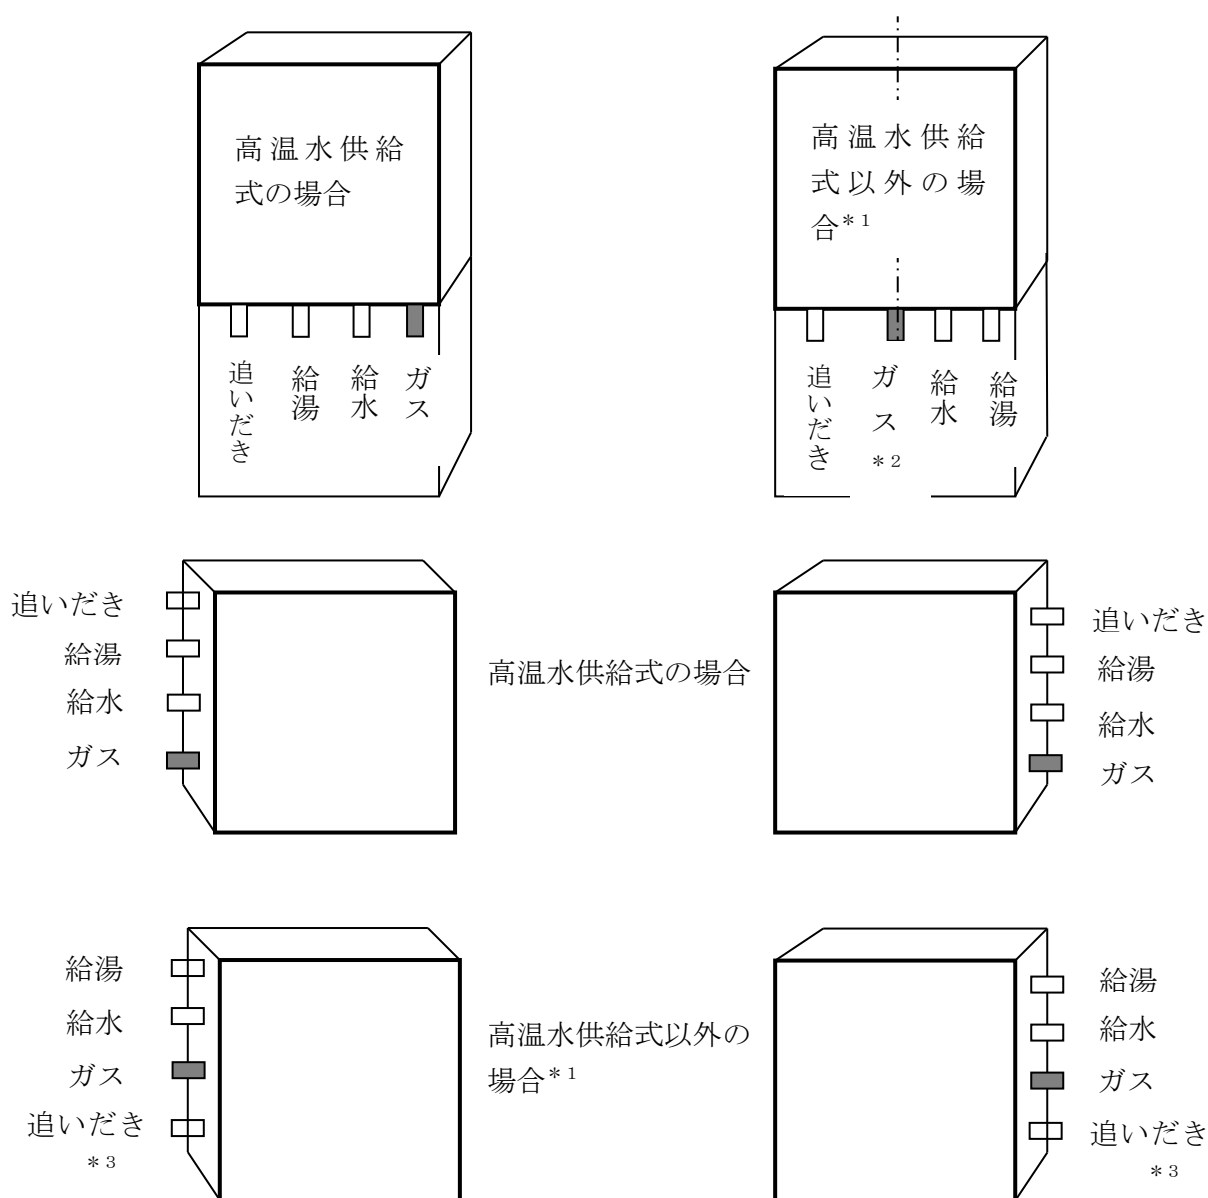 高温水供給
式の場合
追いだき
給湯
給水
ガス
高温水供給
式以外の場
合＊１
追いだき
ガス
＊２
給水
給湯
追いだき
給湯
給水
ガス
高温水供給式の場合
追いだき
給湯
給水
ガス
給湯
給水
ガス
追いだき
＊３
高温水供給式以外の
場合＊１
給湯
給水
ガス
追いだき
＊３